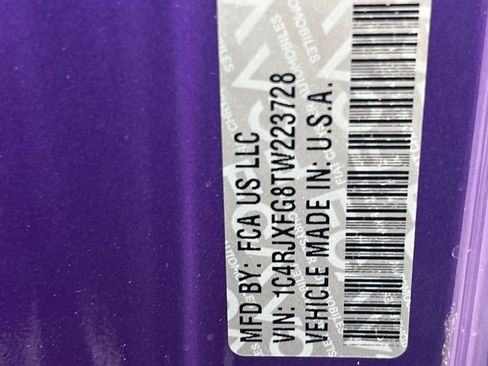 MFD BY: FCA US LLC
VIN: 1C4RJXFG8TW223728
VEHICLE MADE IN: U.S.A.